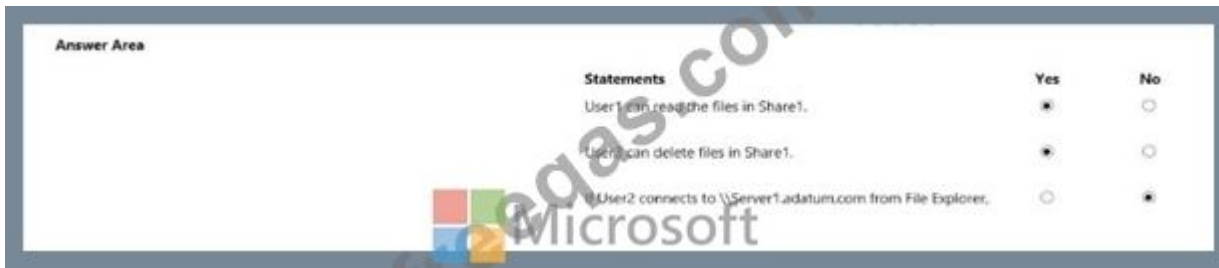 Answer Area
Statements Yes No
User1 can read the files in Share1.
can delete files in Share1.
User2 connects to \\Server1.adatum.com from File Explorer,
Microsoft